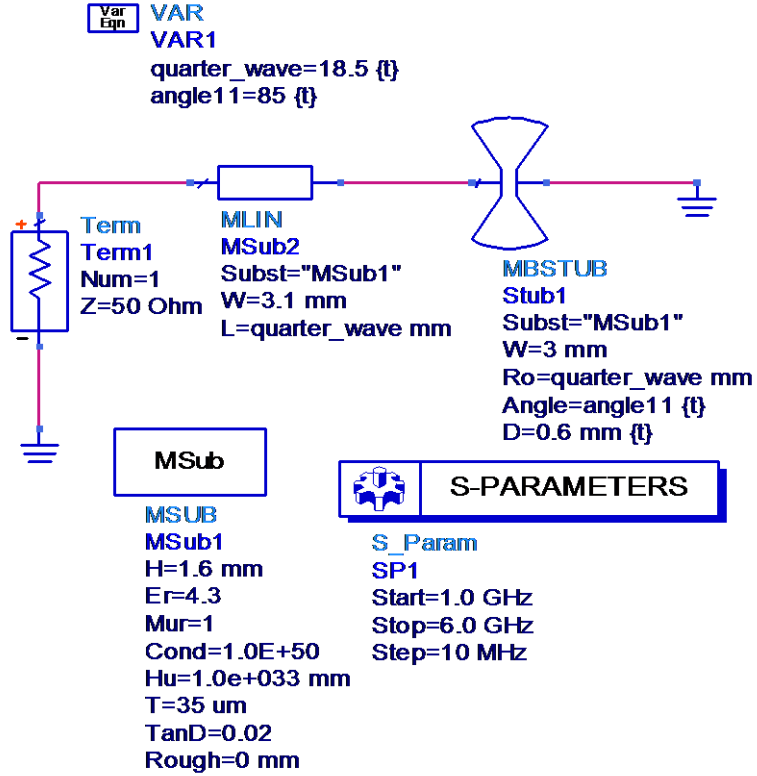 Var
Eqn
VAR
VAR1
quarter_wave=18.5 {t}
angle11=85 {t}
+
Term
Term1
Num=1
Z=50 Ohm
-
MLIN
MSub2
Subst="MSub1"
W=3.1 mm
L=quarter_wave mm
MBSTUB
Stub1
Subst="MSub1"
W=3 mm
Ro=quarter_wave mm
Angle=angle11 {t}
D=0.6 mm {t}
MSub
MSUB
MSub1
H=1.6 mm
Er=4.3
Mur=1
Cond=1.0E+50
Hu=1.0e+033 mm
T=35 um
TanD=0.02
Rough=0 mm
S-PARAMETERS
S_Param
SP1
Start=1.0 GHz
Stop=6.0 GHz
Step=10 MHz